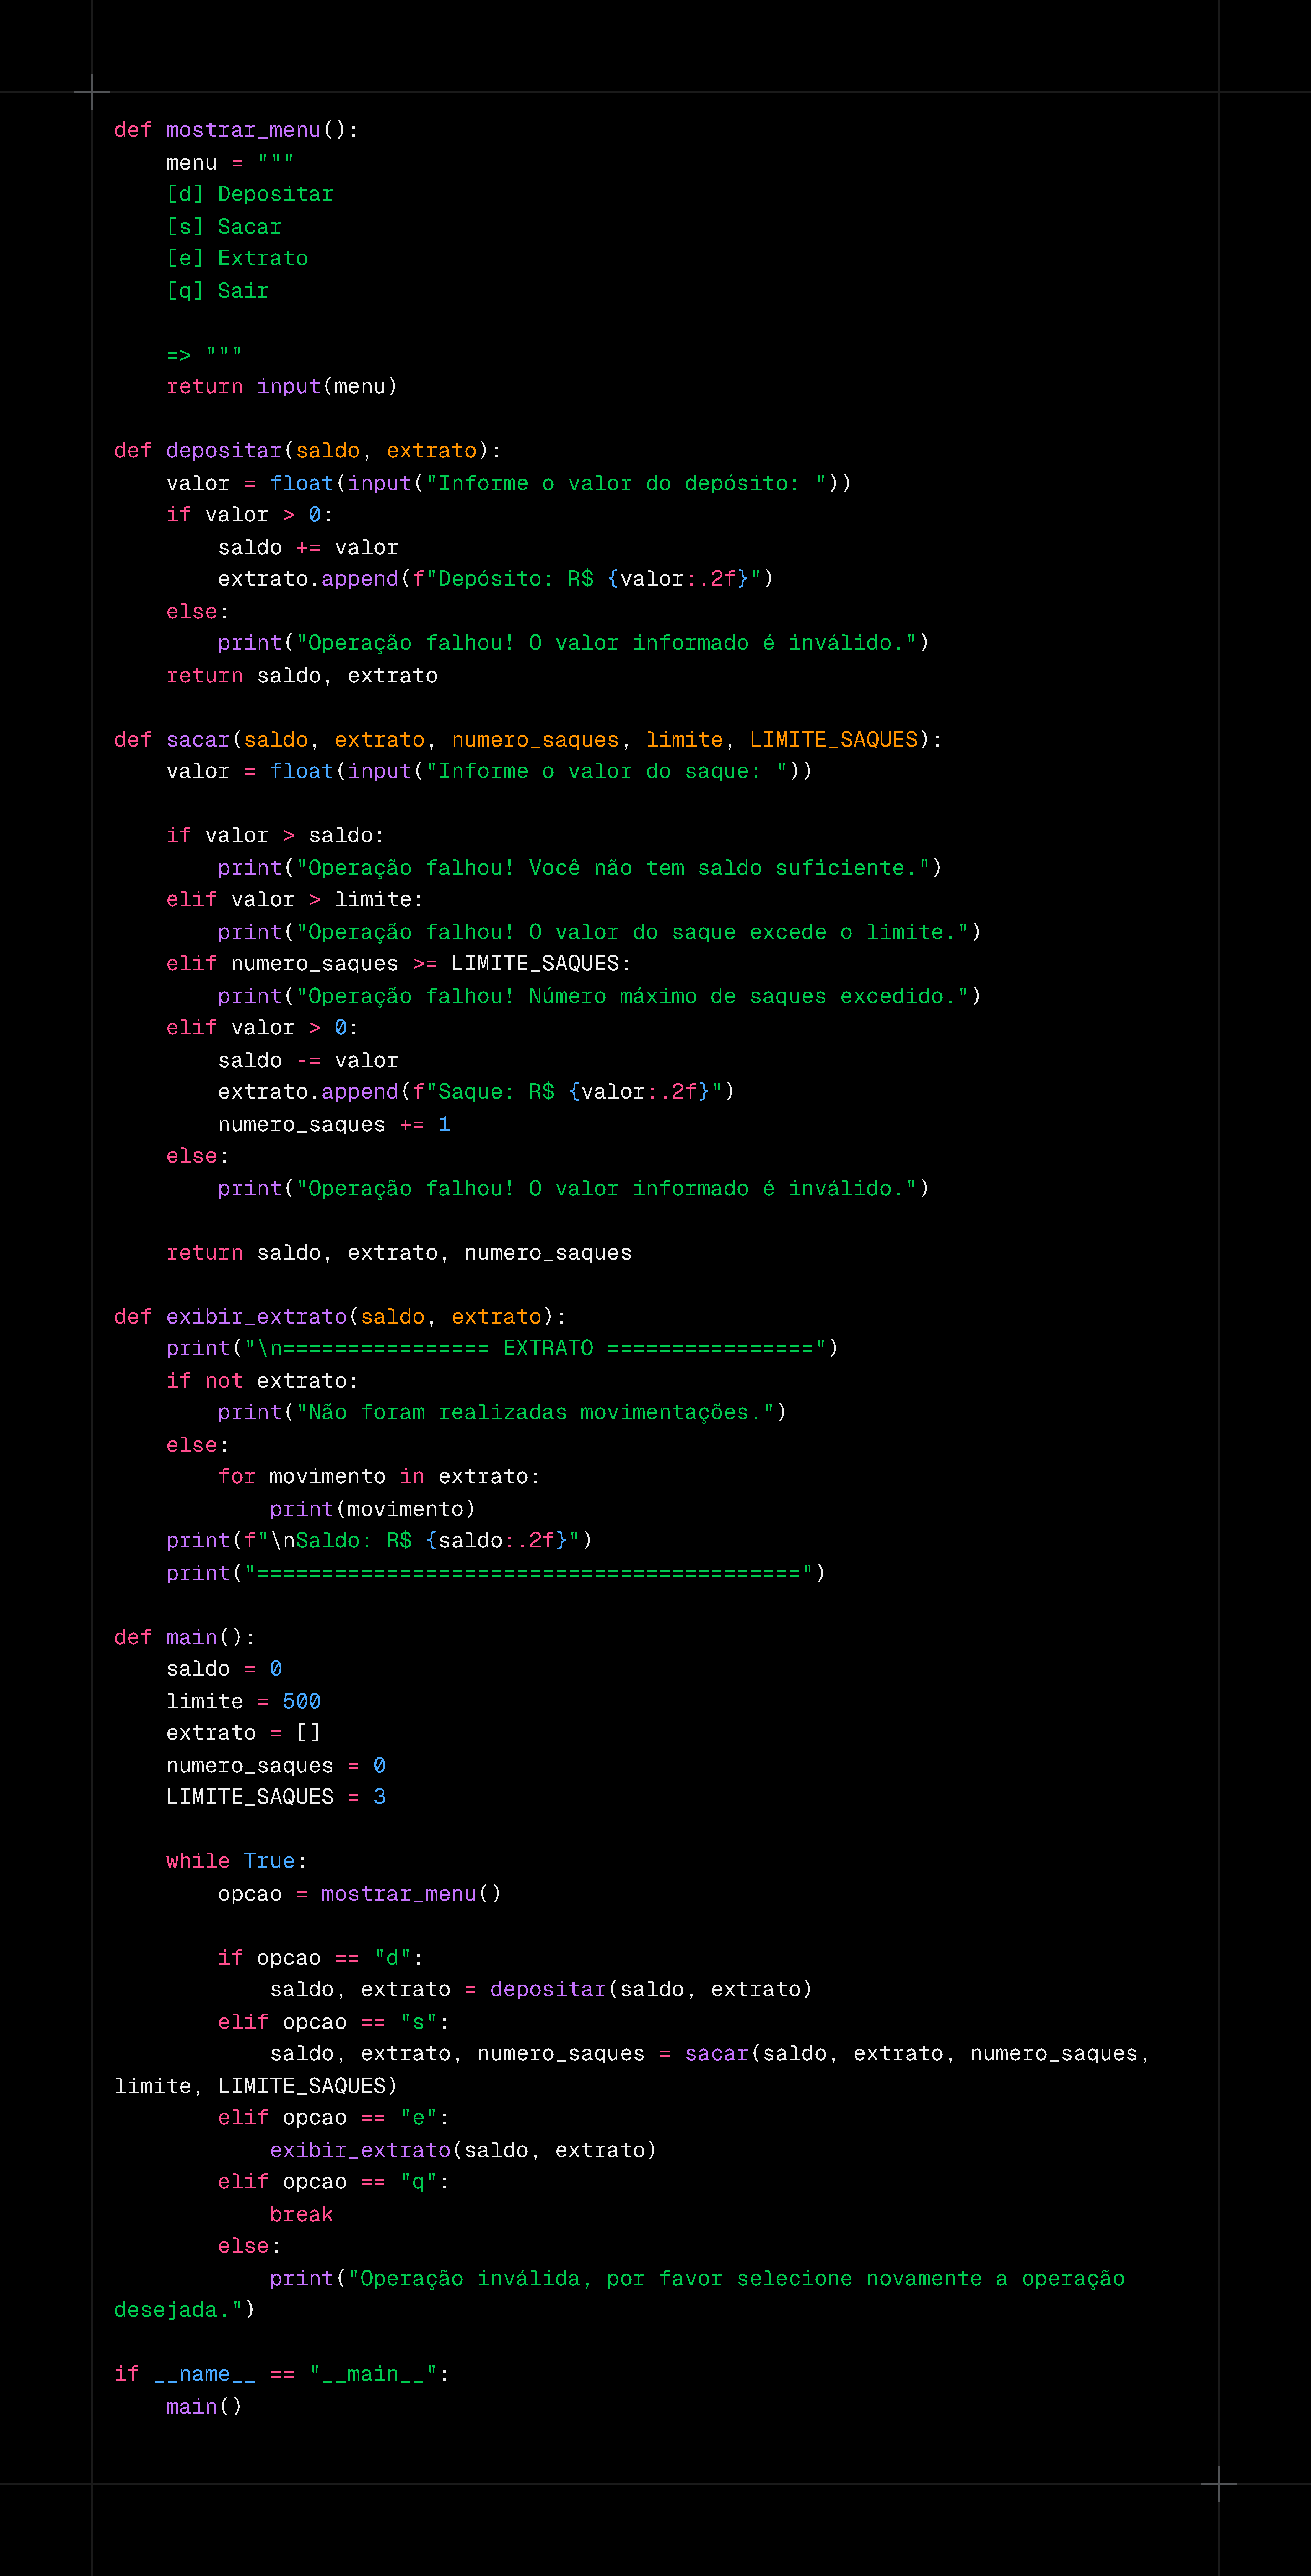 def mostrar_menu():
    menu = """
    [d] Depositar
    [s] Sacar
    [e] Extrato
    [q] Sair

    => """
    return input(menu)

def depositar(saldo, extrato):
    valor = float(input("Informe o valor do depósito: "))
    if valor > 0:
        saldo += valor
        extrato.append(f"Depósito: R$ {valor:.2f}")
    else:
        print("Operação falhou! O valor informado é inválido.")
    return saldo, extrato

def sacar(saldo, extrato, numero_saques, limite, LIMITE_SAQUES):
    valor = float(input("Informe o valor do saque: "))

    if valor > saldo:
        print("Operação falhou! Você não tem saldo suficiente.")
    elif valor > limite:
        print("Operação falhou! O valor do saque excede o limite.")
    elif numero_saques >= LIMITE_SAQUES:
        print("Operação falhou! Número máximo de saques excedido.")
    elif valor > 0:
        saldo -= valor
        extrato.append(f"Saque: R$ {valor:.2f}")
        numero_saques += 1
    else:
        print("Operação falhou! O valor informado é inválido.")

    return saldo, extrato, numero_saques

def exibir_extrato(saldo, extrato):
    print("\n================ EXTRATO ================")
    if not extrato:
        print("Não foram realizadas movimentações.")
    else:
        for movimento in extrato:
            print(movimento)
    print(f"\nSaldo: R$ {saldo:.2f}")
    print("==========================================")

def main():
    saldo = 0
    limite = 500
    extrato = []
    numero_saques = 0
    LIMITE_SAQUES = 3

    while True:
        opcao = mostrar_menu()

        if opcao == "d":
            saldo, extrato = depositar(saldo, extrato)
        elif opcao == "s":
            saldo, extrato, numero_saques = sacar(saldo, extrato, numero_saques,
limite, LIMITE_SAQUES)
        elif opcao == "e":
            exibir_extrato(saldo, extrato)
        elif opcao == "q":
            break
        else:
            print("Operação inválida, por favor selecione novamente a operação
desejada.")

if __name__ == "__main__":
    main()